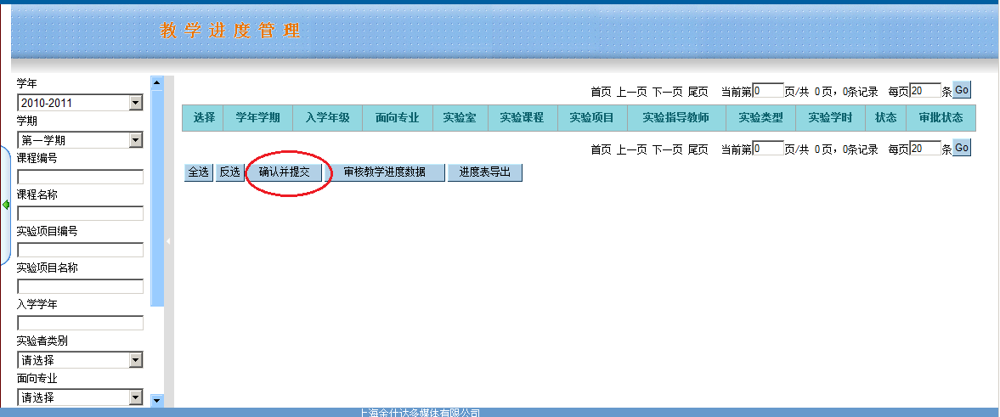 教学进度管理
学年
2010-2011
学期
第一学期
课程编号
课程名称
实验项目编号
实验项目名称
入学学年
实验者类别
请选择
面向专业
请选择
首页 上一页 下一页 尾页 当前第0页/共 0页，0条记录 每页20条Go
选择 学年学期 入学年级 面向专业 实验室 实验课程 实验项目 实验指导教师 实验类型 实验学时 状态 审批状态
首页 上一页 下一页 尾页 当前第0页/共 0页，0条记录 每页20条Go
全选 反选 确认并提交 审核教学进度数据 进度表导出
上海金仕达多媒体有限公司